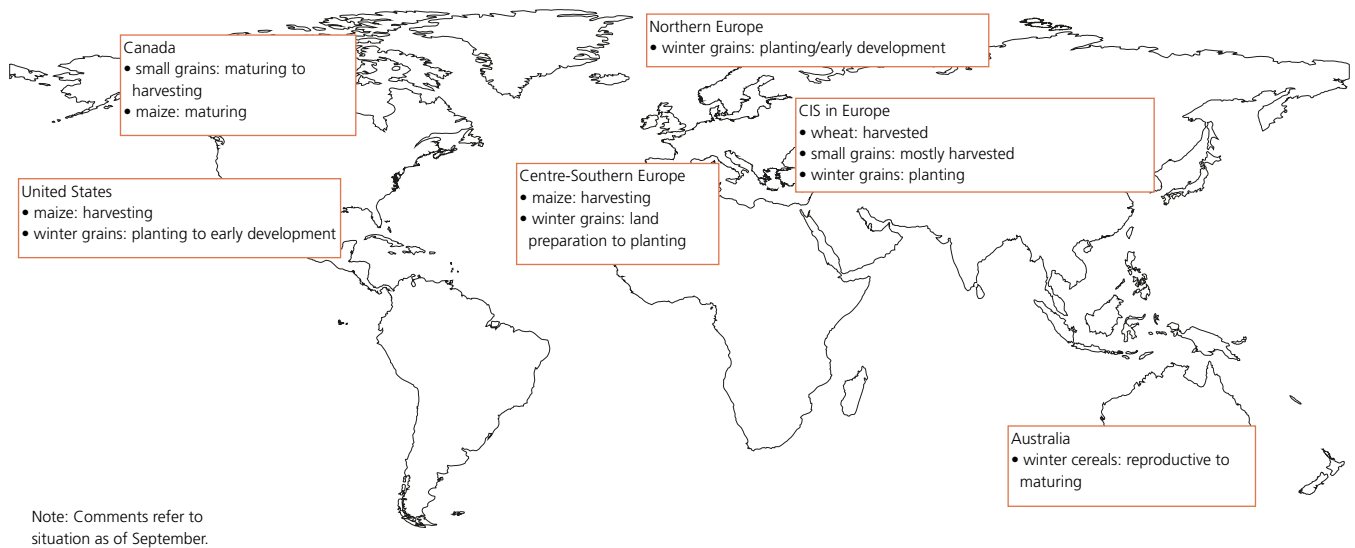 Canada
• small grains: maturing to
harvesting
• maize: maturing
Northern Europe
• winter grains: planting/early development
CIS in Europe
• wheat: harvested
• small grains: mostly harvested
• winter grains: planting
United States
• maize: harvesting
• winter grains: planting to early development
Centre-Southern Europe
• maize: harvesting
• winter grains: land
preparation to planting
Australia
• winter cereals: reproductive to
maturing
Note: Comments refer to
situation as of September.